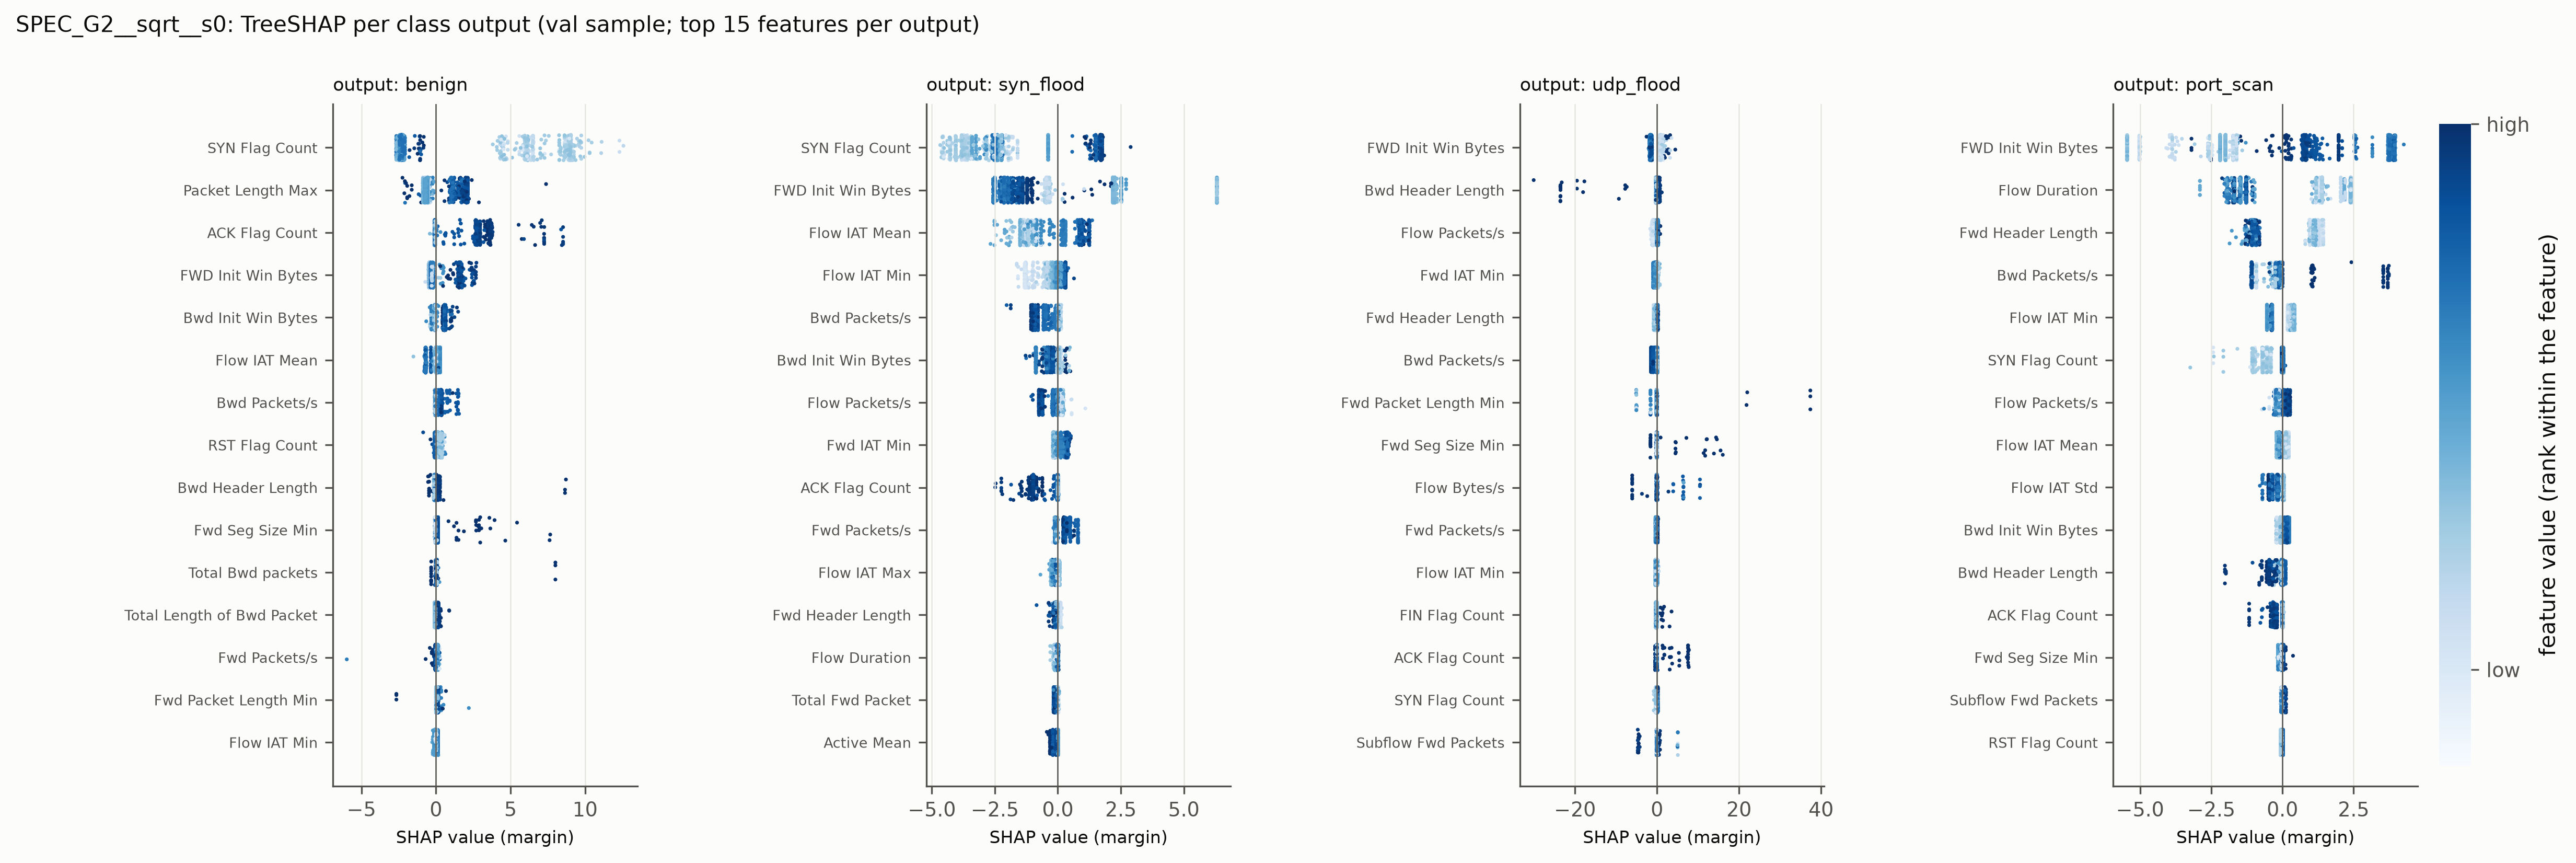 SPEC_G2__sqrt__s0: TreeSHAP per class output (val sample; top 15 features per output)
output: benign
SYN Flag Count
Packet Length Max
ACK Flag Count
FWD Init Win Bytes
Bwd Init Win Bytes
Flow IAT Mean
Bwd Packets/s
RST Flag Count
Bwd Header Length
Fwd Seg Size Min
Total Bwd packets
Total Length of Bwd Packet
Fwd Packets/s
Fwd Packet Length Min
Flow IAT Min
−5 0 5 10
SHAP value (margin)
output: syn_flood
SYN Flag Count
FWD Init Win Bytes
Flow IAT Mean
Flow IAT Min
Bwd Packets/s
Bwd Init Win Bytes
Flow Packets/s
Fwd IAT Min
ACK Flag Count
Fwd Packets/s
Flow IAT Max
Fwd Header Length
Flow Duration
Total Fwd Packet
Active Mean
−5.0 −2.5 0.0 2.5 5.0
SHAP value (margin)
output: udp_flood
FWD Init Win Bytes
Bwd Header Length
Flow Packets/s
Fwd IAT Min
Fwd Header Length
Bwd Packets/s
Fwd Packet Length Min
Fwd Seg Size Min
Flow Bytes/s
Fwd Packets/s
Flow IAT Min
FIN Flag Count
ACK Flag Count
SYN Flag Count
Subflow Fwd Packets
−20 0 20 40
SHAP value (margin)
output: port_scan
FWD Init Win Bytes
Flow Duration
Fwd Header Length
Bwd Packets/s
Flow IAT Min
SYN Flag Count
Flow Packets/s
Flow IAT Mean
Flow IAT Std
Bwd Init Win Bytes
Bwd Header Length
ACK Flag Count
Fwd Seg Size Min
Subflow Fwd Packets
RST Flag Count
−5.0 −2.5 0.0 2.5
SHAP value (margin)
high
low
feature value (rank within the feature)